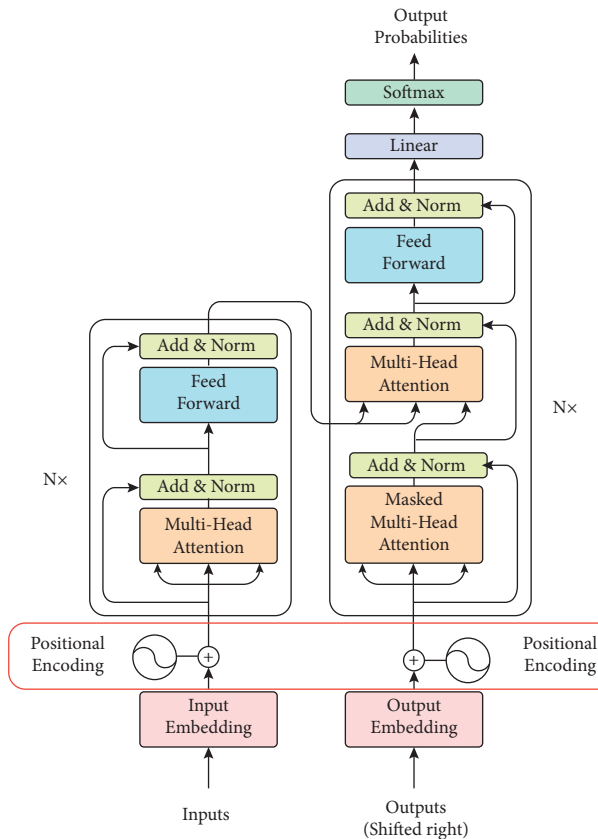 Output
Probabilities
Softmax
Linear
Add & Norm
Feed
Forward
Add & Norm
Multi-Head
Attention
Add & Norm
Masked
Multi-Head
Attention
N×
Add & Norm
Feed
Forward
Add & Norm
Multi-Head
Attention
N×
Positional
Encoding
+
+
Positional
Encoding
Input
Embedding
Output
Embedding
Inputs
Outputs
(Shifted right)